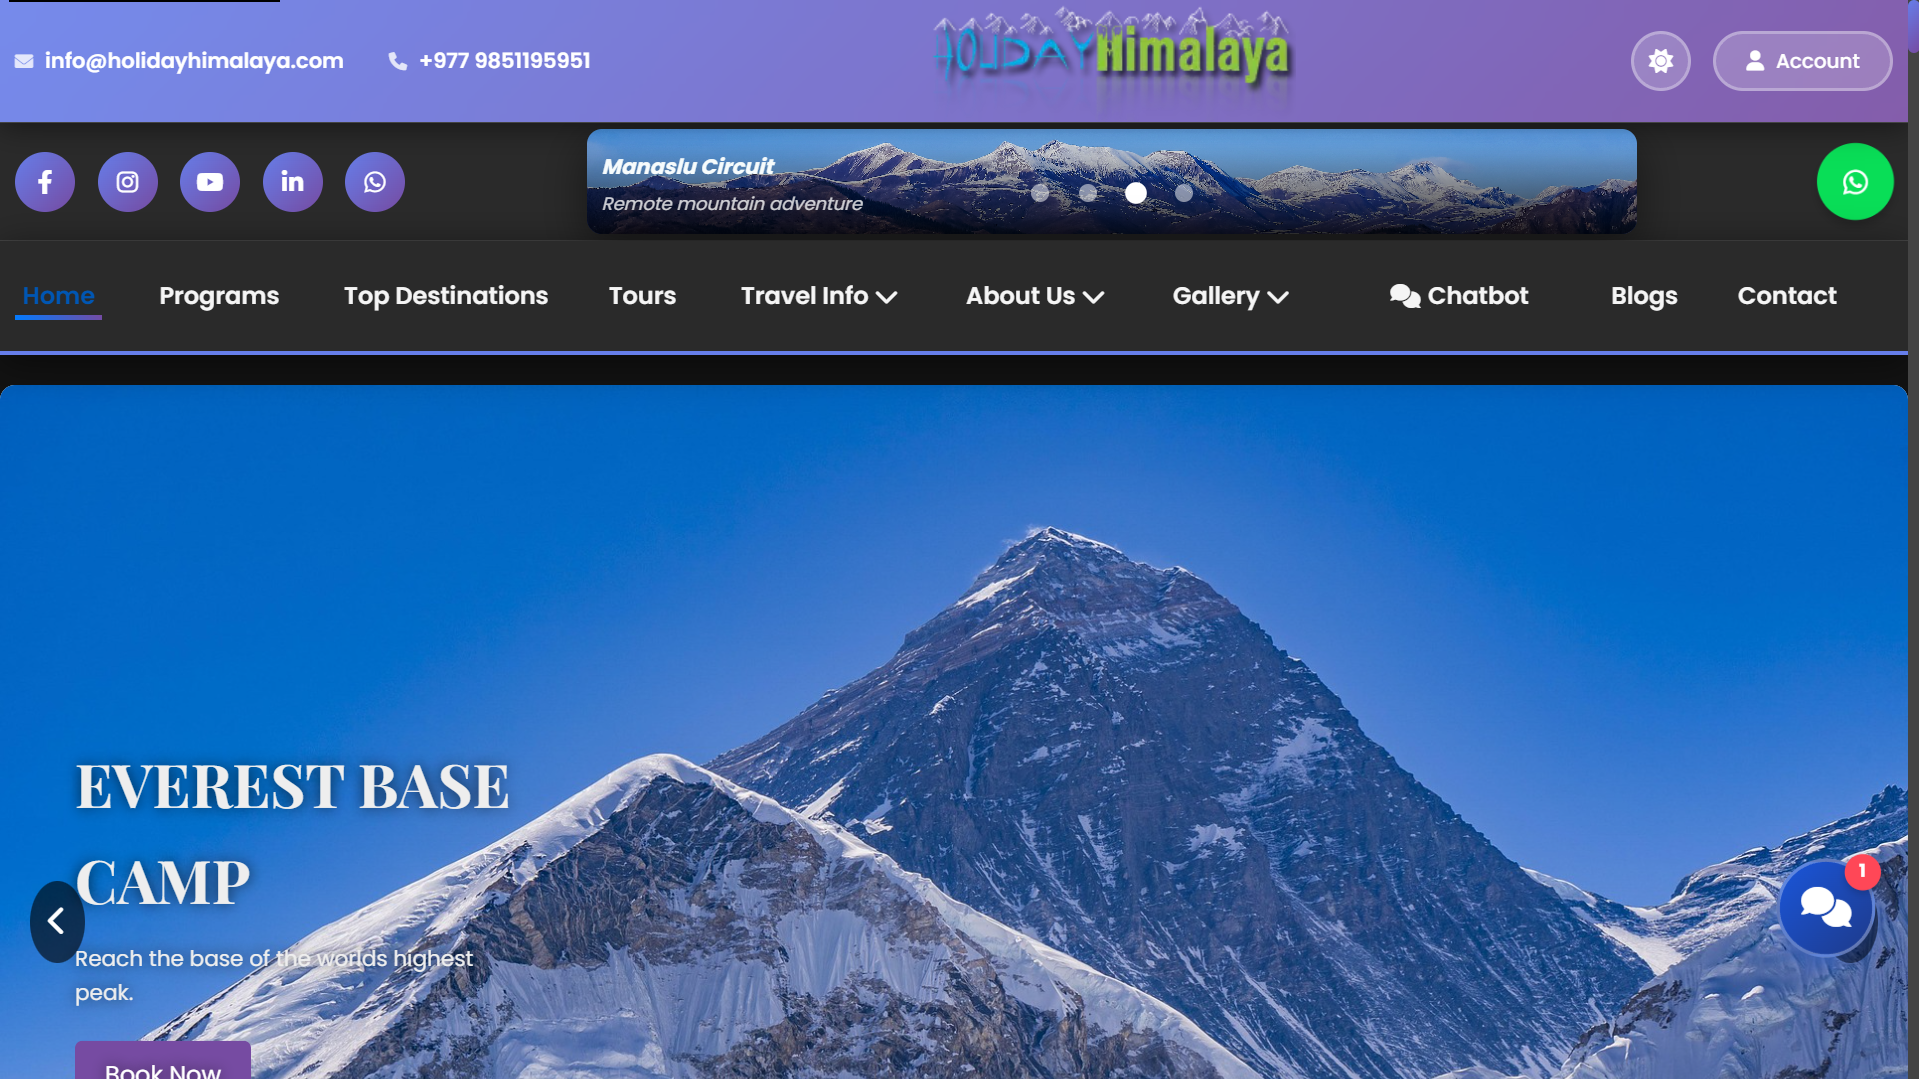 info@holidayhimalaya.com
+977 9851195951
HOLIDAY Himalaya
Account
Manaslu Circuit
Remote mountain adventure
Home
Programs
Top Destinations
Tours
Travel Info
About Us
Gallery
Chatbot
Blogs
Contact
EVEREST BASE
CAMP
Reach the base of the worlds highest
peak.
Book Now
1